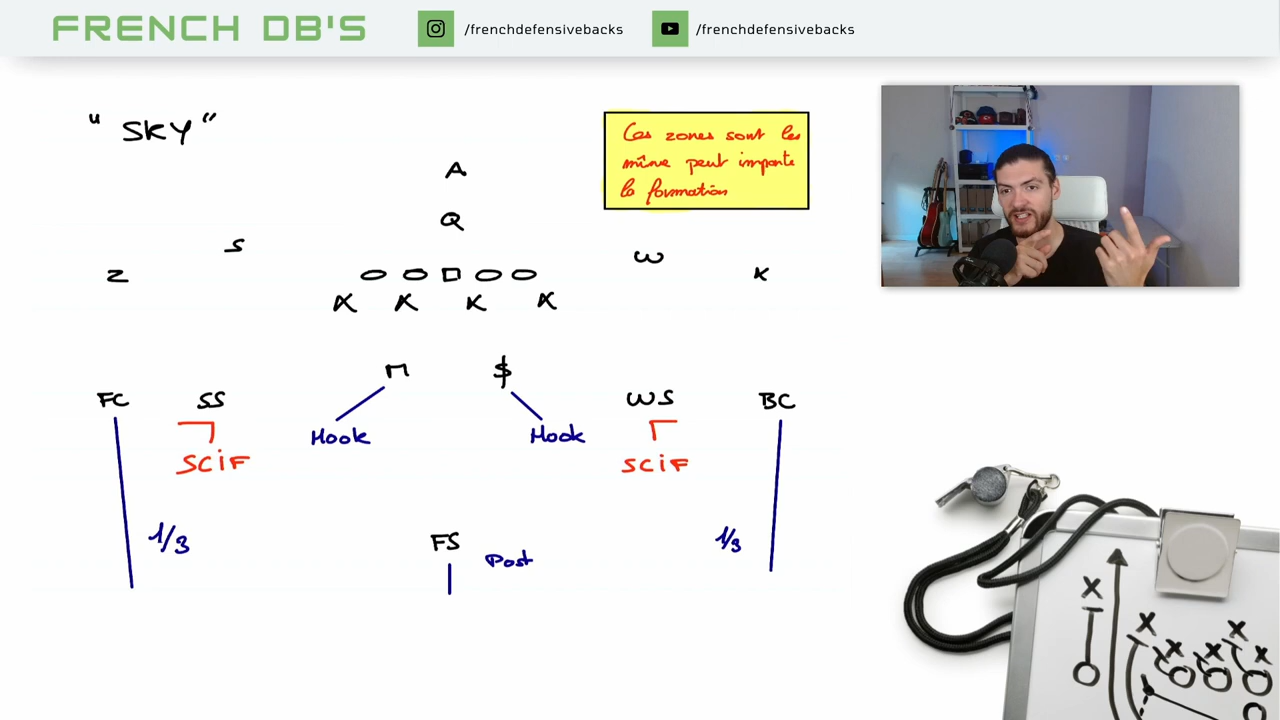 FRENCH DB'S
/frenchdefensivebacks
/frenchdefensivebacks
"SKY"
Ces zones sont les
même peut importe
la formation
A
Q
S
W
Z
X
X X X X
M
$
FC
SS
WS
BC
Hook
Hook
SCiF
SCiF
1/3
FS
Post
1/3
X
X
X
X
X
X